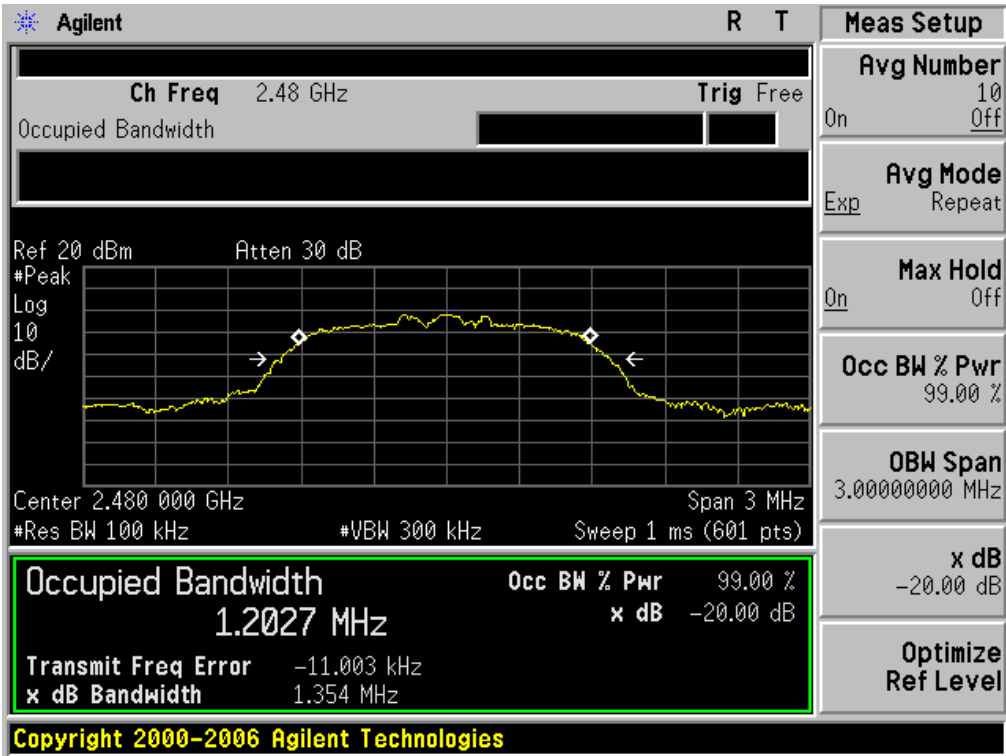 Agilent R T
Ch Freq 2.48 GHz Trig Free
Occupied Bandwidth
Ref 20 dBm Atten 30 dB
#Peak
Log
10
dB/
Center 2.480 000 GHz Span 3 MHz
#Res BW 100 kHz #VBW 300 kHz Sweep 1 ms (601 pts)
Occupied Bandwidth Occ BW % Pwr 99.00 %
1.2027 MHz x dB -20.00 dB
Transmit Freq Error -11.003 kHz
x dB Bandwidth 1.354 MHz
Copyright 2000-2006 Agilent Technologies
Meas Setup
Avg Number
10
On Off
Avg Mode
Exp Repeat
Max Hold
On Off
Occ BW % Pwr
99.00 %
OBW Span
3.00000000 MHz
x dB
-20.00 dB
Optimize
Ref Level